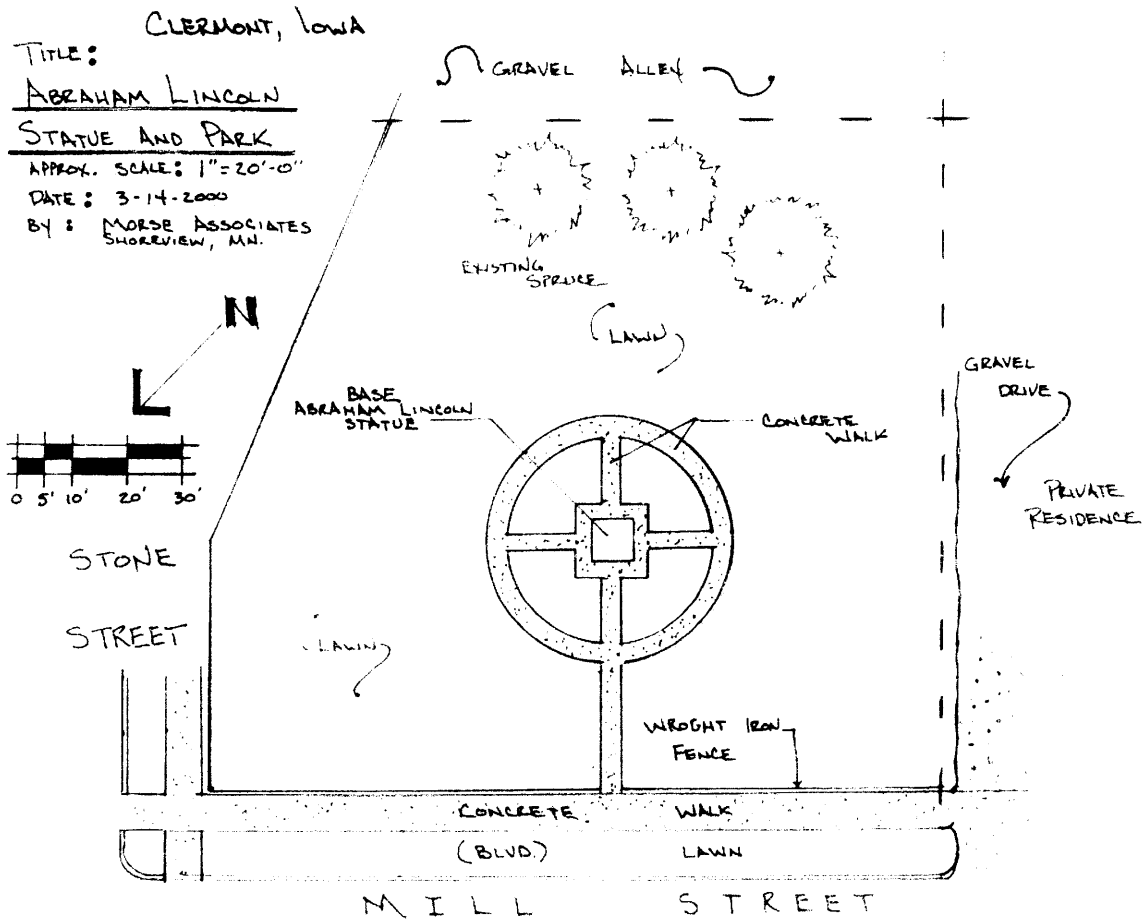 CLERMONT, IOWA
TITLE:
ABRAHAM LINCOLN
STATUE AND PARK
APPROX. SCALE: 1"=20'-0"
DATE: 3-14-2000
BY: MORSE ASSOCIATES
SHOREVIEW, MN.
GRAVEL ALLEY
EXISTING
SPRUCE
LAWN
N
BASE
ABRAHAM LINCOLN
STATUE
CONCRETE
WALK
GRAVEL
DRIVE
PRIVATE
RESIDENCE
0 5' 10' 20' 30'
STONE
STREET
LAWN
WROGHT IRON
FENCE
CONCRETE WALK
(BLVD.) LAWN
MILL STREET